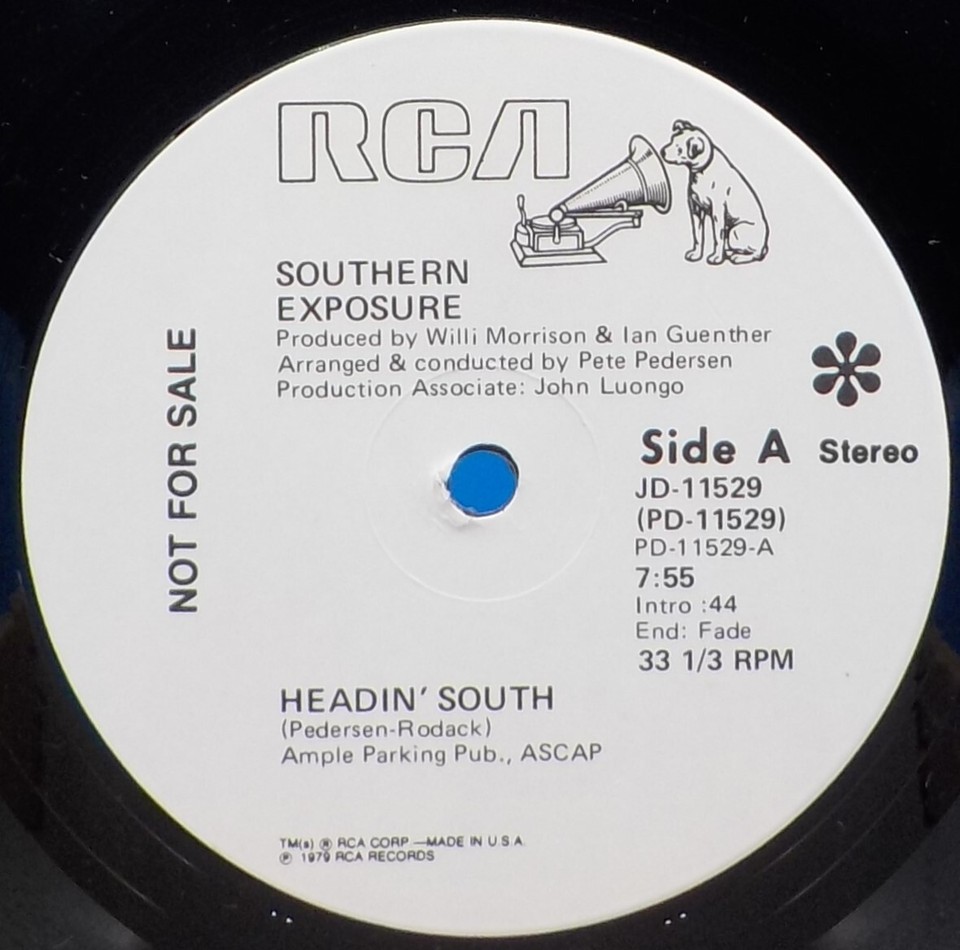 RCA
SOUTHERN
EXPOSURE
Produced by Willi Morrison & Ian Guenther
Arranged & conducted by Pete Pedersen
Production Associate: John Luongo
NOT FOR SALE
Side A Stereo
JD-11529
(PD-11529)
PD-11529-A
7:55
Intro :44
End: Fade
33 1/3 RPM
HEADIN' SOUTH
(Pedersen-Rodack)
Ample Parking Pub., ASCAP
TM(s) ® RCA CORP —MADE IN U.S.A.
℗ 1979 RCA RECORDS